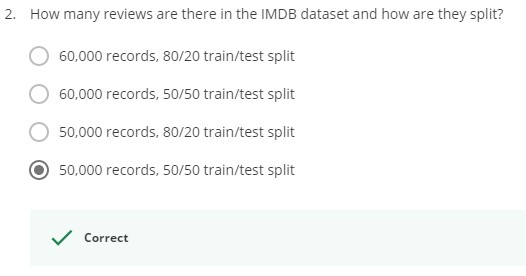 2. How many reviews are there in the IMDB dataset and how are they split?
60,000 records, 80/20 train/test split
60,000 records, 50/50 train/test split
50,000 records, 80/20 train/test split
50,000 records, 50/50 train/test split
Correct